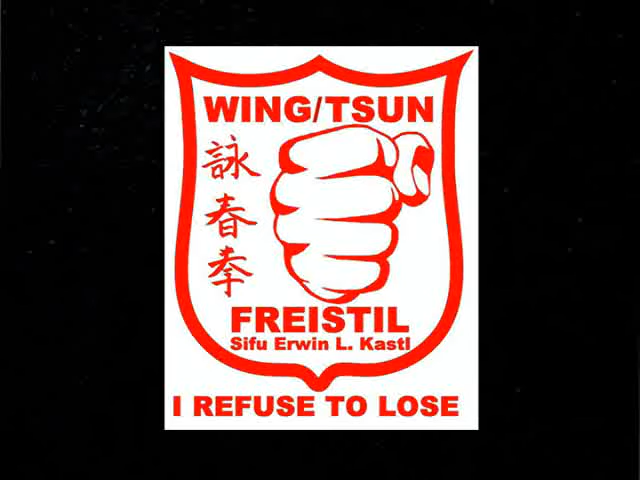 WING/TSUN
詠春拳
FREISTIL
Sifu Erwin L. Kastl
I REFUSE TO LOSE